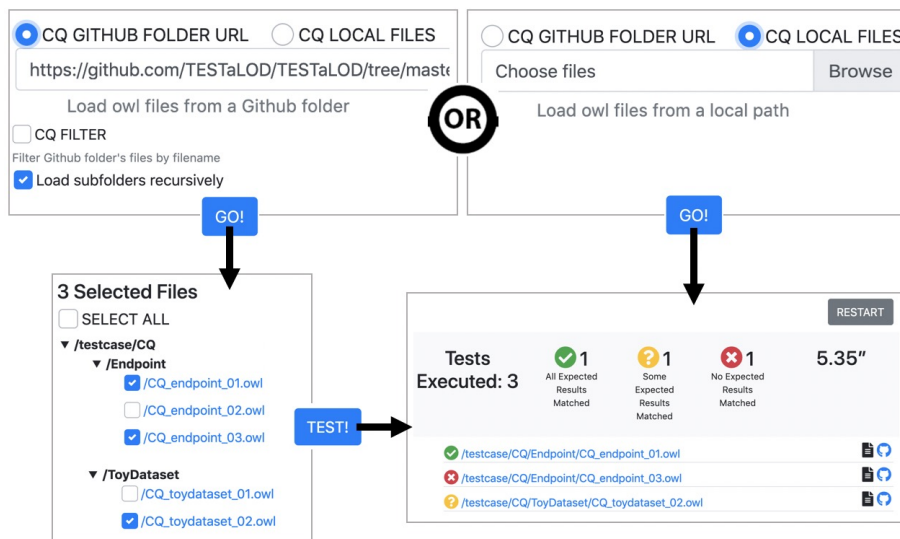 CQ GITHUB FOLDER URL CQ LOCAL FILES
https://github.com/TESTaLOD/TESTaLOD/tree/maste
Load owl files from a Github folder
CQ FILTER
Filter Github folder's files by filename
Load subfolders recursively
GO!
OR
CQ GITHUB FOLDER URL CQ LOCAL FILES
Choose files Browse
Load owl files from a local path
GO!
3 Selected Files
SELECT ALL
/testcase/CQ
/Endpoint
/CQ_endpoint_01.owl
/CQ_endpoint_02.owl
/CQ_endpoint_03.owl
/ToyDataset
/CQ_toydataset_01.owl
/CQ_toydataset_02.owl
TEST!
RESTART
Tests
Executed: 3
1
All Expected
Results
Matched
? 1
Some
Expected
Results
Matched
1
No Expected
Results
Matched
5.35”
/testcase/CQ/Endpoint/CQ_endpoint_01.owl
/testcase/CQ/Endpoint/CQ_endpoint_03.owl
? /testcase/CQ/ToyDataset/CQ_toydataset_02.owl